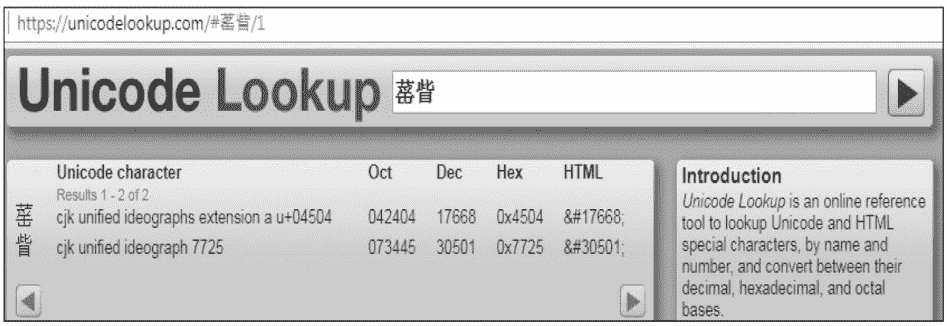 https://unicodelookup.com/#䔄眥/1
Unicode Lookup 䔄眥
Unicode character Oct Dec Hex HTML
Results 1 - 2 of 2
䔄 cjk unified ideographs extension a u+04504 042404 17668 0x4504 &#17668;
眥 cjk unified ideograph 7725 073445 30501 0x7725 &#30501;
Introduction
Unicode Lookup is an online reference
tool to lookup Unicode and HTML
special characters, by name and
number, and convert between their
decimal, hexadecimal, and octal
bases.